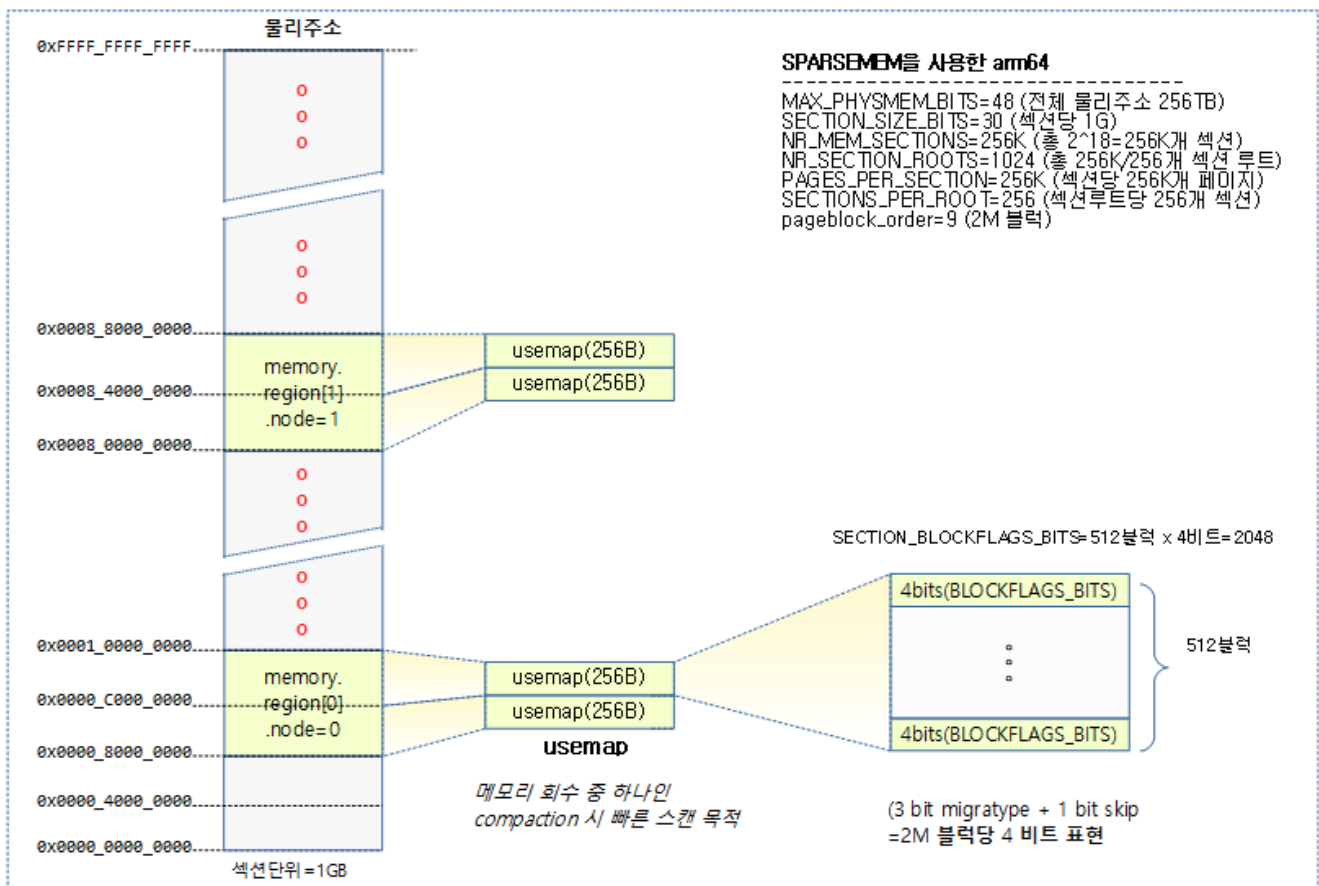 물리주소
0xFFFF_FFFF_FFFF
SPARSEMEM을 사용한 arm64
---------------------------------
MAX_PHYSMEM_BITS=48 (전체 물리주소 256TB)
SECTION_SIZE_BITS=30 (섹션당 1G)
NR_MEM_SECTIONS=256K (총 2^18=256K개 섹션)
NR_SECTION_ROOTS=1024 (총 256K/256개 섹션 루트)
PAGES_PER_SECTION=256K (섹션당 256K개 페이지)
SECTIONS_PER_ROOT=256 (섹션루트당 256개 섹션)
pageblock_order=9 (2M 블럭)
0x0008_8000_0000
0x0008_4000_0000
0x0008_0000_0000
memory.
region[1]
.node=1
usemap(256B)
usemap(256B)
SECTION_BLOCKFLAGS_BITS=512블럭 x 4비트=2048
0x0001_0000_0000
0x0000_C000_0000
0x0000_8000_0000
0x0000_4000_0000
0x0000_0000_0000
memory.
region[0]
.node=0
usemap(256B)
usemap(256B)
usemap
4bits(BLOCKFLAGS_BITS)
4bits(BLOCKFLAGS_BITS)
512블럭
메모리 회수 중 하나인
compaction 시 빠른 스캔 목적
(3 bit migratype + 1 bit skip
=2M 블럭당 4 비트 표현
섹션단위=1GB